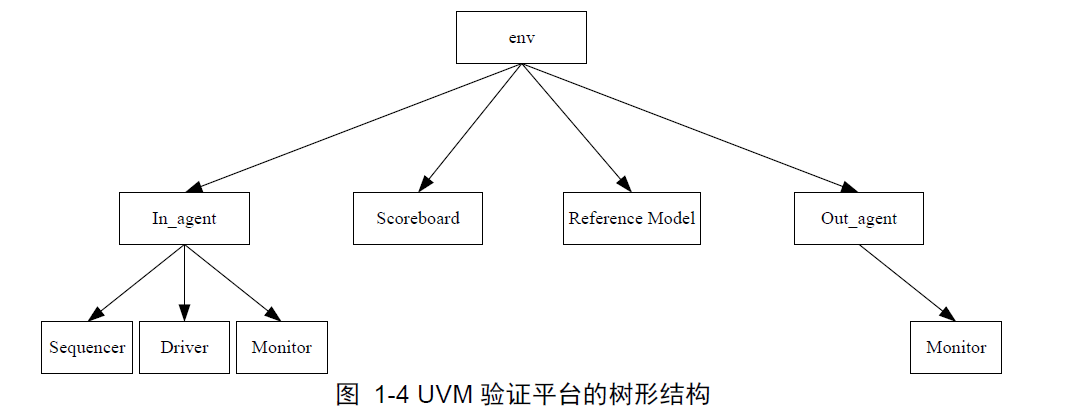 env
In_agent
Scoreboard
Reference Model
Out_agent
Sequencer
Driver
Monitor
Monitor
图 1-4 UVM 验证平台的树形结构